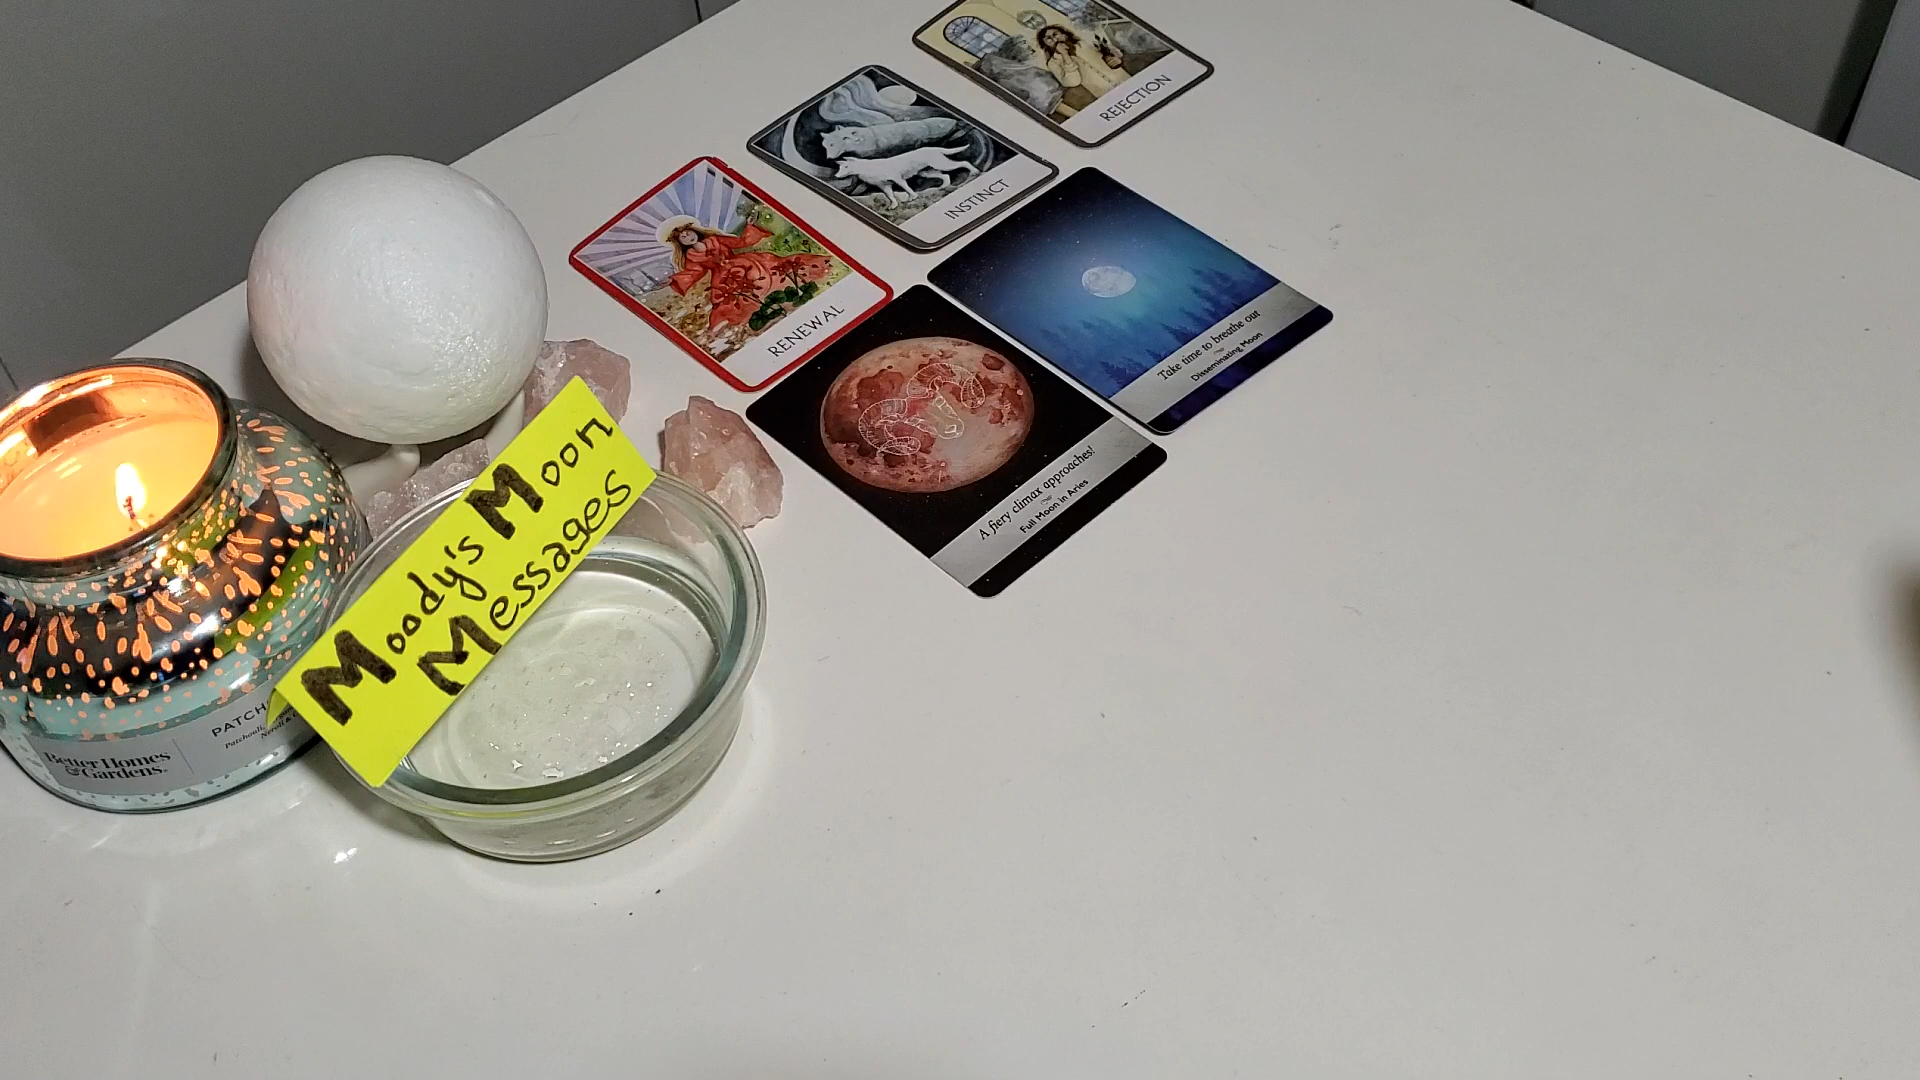 REJECTION
INSTINCT
RENEWAL
Take time to breathe out
Disseminating Moon
A fiery climax approaches!
Full Moon in Aries
Moody's Moon
Messages
Better Homes
& Gardens